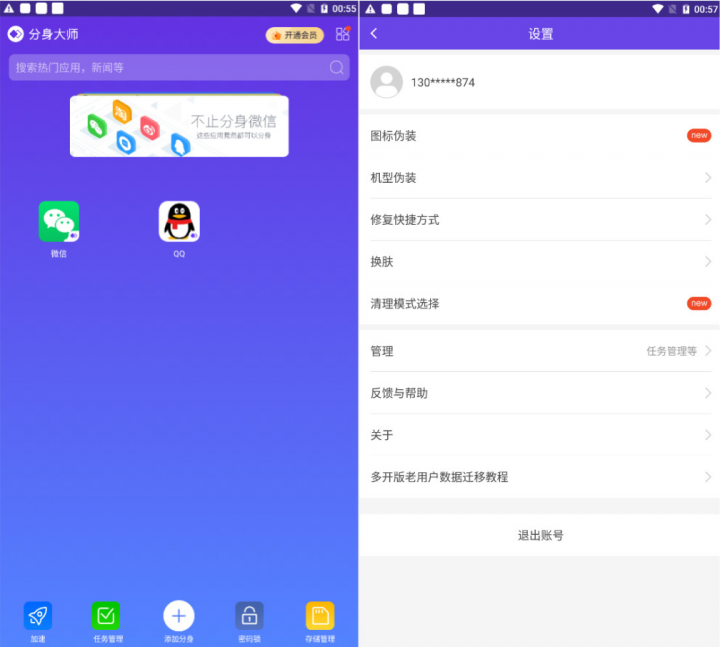 00:55
分身大师
开通会员
搜索热门应用，新闻等
不止分身微信
这些应用竟然都可以分身
微信
QQ
加速
任务管理
添加分身
密码锁
存储管理
00:57
设置
130*****874
图标伪装
new
机型伪装
修复快捷方式
换肤
清理模式选择
new
管理
任务管理等
反馈与帮助
关于
多开版老用户数据迁移教程
退出账号